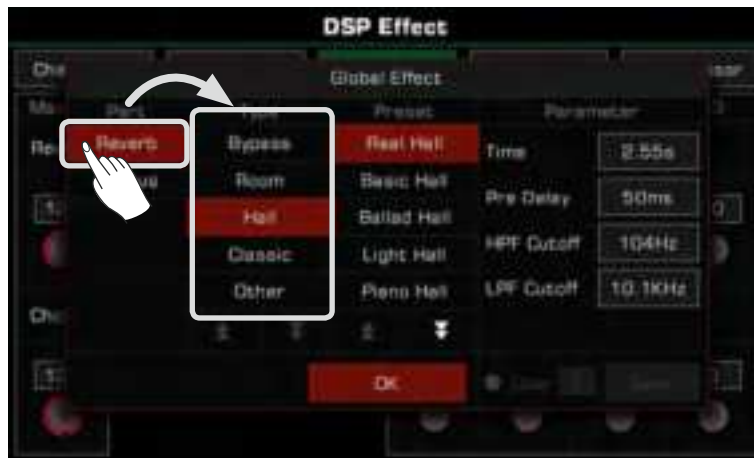 DSP Effect
Global Effect
Part Type Preset Parameter
Reverb Bypass Real Hall Time 2.55s
Room Basic Hall Pre Delay 50ms
Hall Ballad Hall HPF Cutoff 104Hz
Classic Light Hall LPF Cutoff 10.1KHz
Other Piano Hall
OK User Save